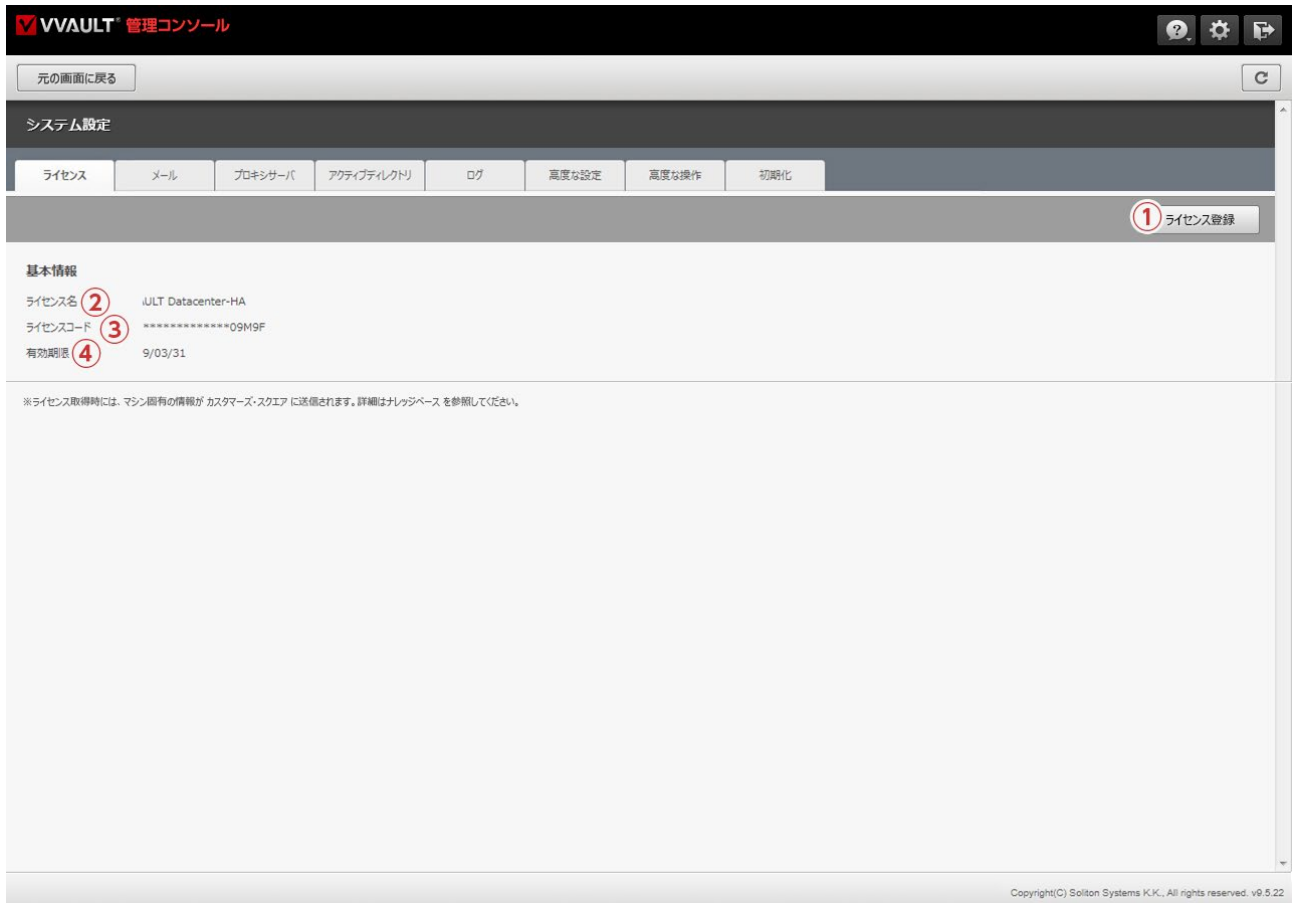 VVAULT® 管理コンソール
元の画面に戻る
システム設定
ライセンス メール プロキシサーバ アクティブディレクトリ ログ 高度な設定 高度な操作 初期化
① ライセンス登録
基本情報
ライセンス名 ② ULT Datacenter-HA
ライセンスコード ③ *************09M9F
有効期限 ④ 9/03/31
※ライセンス取得時には、マシン固有の情報が カスタマーズ・スクエア に送信されます。詳細はナレッジベース を参照してください。
Copyright(C) Soliton Systems K.K., All rights reserved. v9.5.22